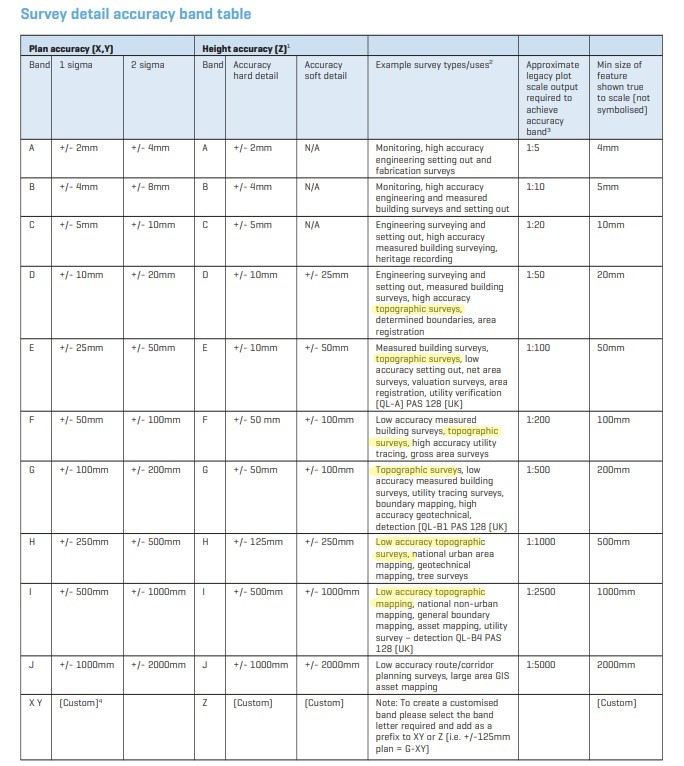 Survey detail accuracy band table
Plan accuracy (X,Y) Height accuracy (Z)¹
Band 1 sigma 2 sigma Band Accuracy hard detail Accuracy soft detail Example survey types/uses² Approximate legacy plot scale output required to achieve accuracy band³ Min size of feature shown true to scale (not symbolised)
A +/- 2mm +/- 4mm A +/- 2mm N/A Monitoring, high accuracy 1:5 4mm
engineering setting out and
fabrication surveys
B +/- 4mm +/- 8mm B +/- 4mm N/A Monitoring, high accuracy 1:10 5mm
engineering and measured
building surveys and setting out
C +/- 5mm +/- 10mm C +/- 5mm N/A Engineering surveying and 1:20 10mm
setting out, high accuracy
measured building surveying,
heritage recording
D +/- 10mm +/- 20mm D +/- 10mm +/- 25mm Engineering surveying and 1:50 20mm
setting out, measured building
surveys, high accuracy
topographic surveys,
determined boundaries, area
registration
E +/- 25mm +/- 50mm E +/- 10mm +/- 50mm Measured building surveys, 1:100 50mm
topographic surveys, low
accuracy setting out, net area
surveys, valuation surveys, area
registration, utility verification
(QL-A) PAS 128 (UK)
F +/- 50mm +/- 100mm F +/- 50 mm +/- 100mm Low accuracy measured 1:200 100mm
building surveys, topographic
surveys, high accuracy utility
tracing, gross area surveys
G +/- 100mm +/- 200mm G +/- 50mm +/- 100mm Topographic surveys, low 1:500 200mm
accuracy measured building
surveys, utility tracing surveys,
boundary mapping, high
accuracy geotechnical,
detection (QL-B1 PAS 128 (UK)
H +/- 250mm +/- 500mm H +/- 125mm +/- 250mm Low accuracy topographic 1:1000 500mm
surveys, national urban area
mapping, geotechnical
mapping, tree surveys
I +/- 500mm +/- 1000mm I +/- 500mm +/- 1000mm Low accuracy topographic 1:2500 1000mm
mapping, national non-urban
mapping, general boundary
mapping, asset mapping, utility
survey – detection QL-B4 PAS
128 (UK)
J +/- 1000mm +/- 2000mm J +/- 1000mm +/- 2000mm Low accuracy route/corridor 1:5000 2000mm
planning surveys, large area GIS
asset mapping
X Y (Custom)⁴ Z (Custom) (Custom) Note: To create a customised (Custom)
band please select the band
letter required and add as a
prefix to XY or Z (i.e. +/-125mm
plan = G-XY)